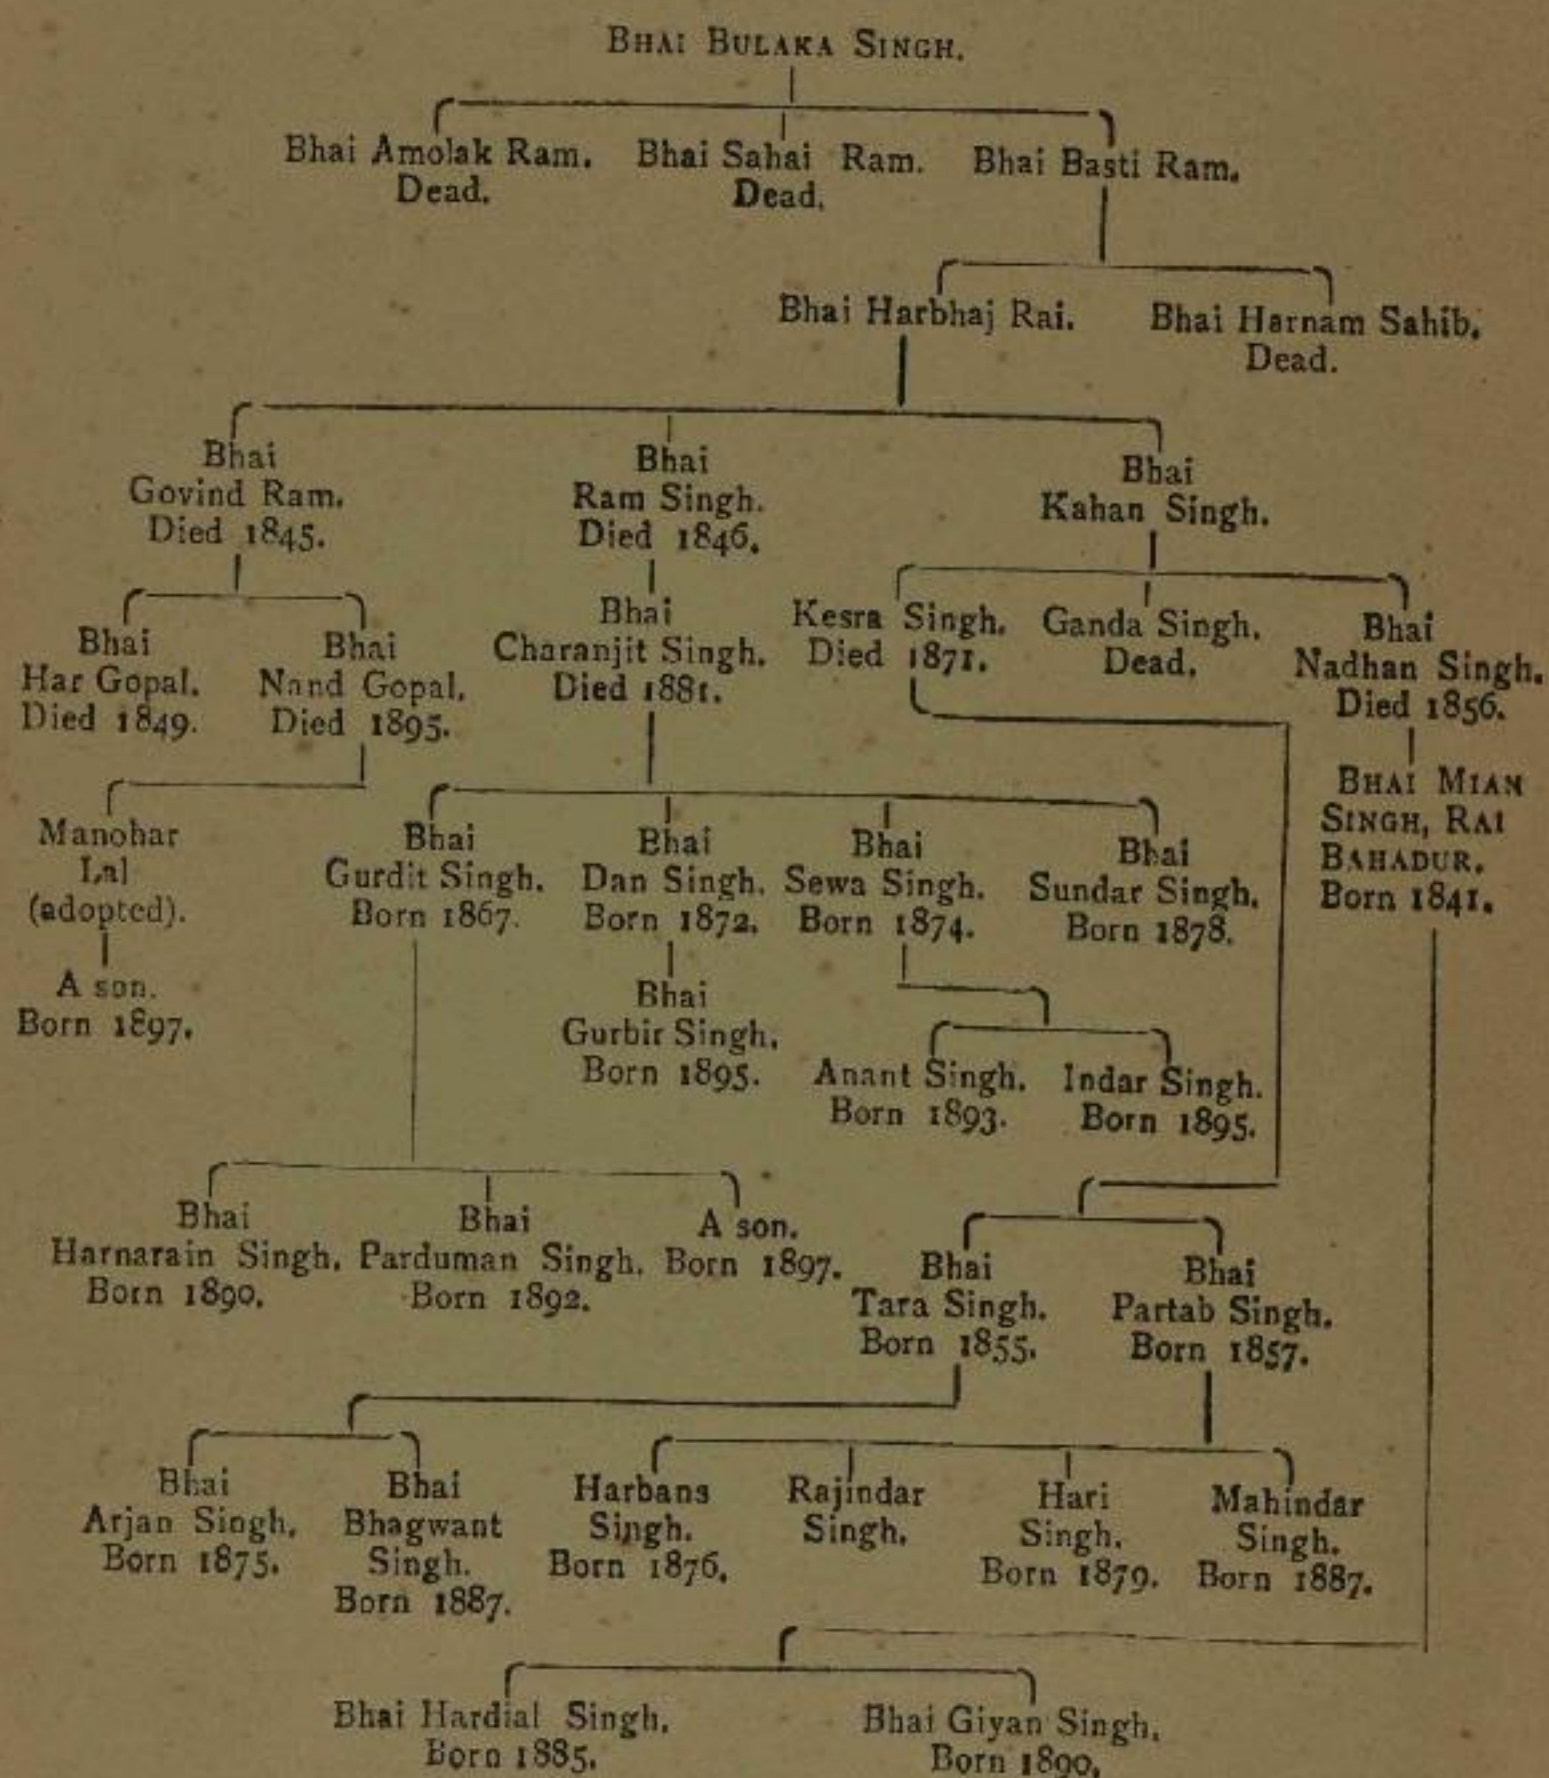 BHAI BULAKA SINGH.
Bhai Amolak Ram. Bhai Sahai Ram. Bhai Basti Ram.
Dead. Dead.
Bhai Harbhaj Rai. Bhai Harnam Sahib.
Dead.
Bhai Bhai Bhai
Govind Ram. Ram Singh. Kahan Singh.
Died 1845. Died 1846.
Bhai Kesra Singh. Ganda Singh. Bhai
Bhai Bhai Charanjit Singh. Died 1871. Dead. Nadhan Singh.
Har Gopal. Nand Gopal. Died 1881. Died 1856.
Died 1849. Died 1895.
BHAI MIAN
SINGH, RAI
BAHADUR.
Born 1841.
Manohar Bhai Bhai Bhai Bhai
Lal Gurdit Singh. Dan Singh. Sewa Singh. Sundar Singh.
(adopted). Born 1867. Born 1872. Born 1874. Born 1878.
A son. Bhai
Born 1897. Gurbir Singh. Anant Singh. Indar Singh.
Born 1895. Born 1893. Born 1895.
Bhai Bhai A son.
Harnarain Singh. Parduman Singh. Born 1897.
Born 1890. Born 1892.
Bhai Bhai
Tara Singh. Partab Singh.
Born 1855. Born 1857.
Bhai Bhai Harbans Rajindar Hari Mahindar
Arjan Singh. Bhagwant Singh. Singh. Singh. Singh.
Born 1875. Singh. Born 1876. Born 1879. Born 1887.
Born 1887.
Bhai Hardial Singh. Bhai Giyan Singh.
Born 1885. Born 1890.